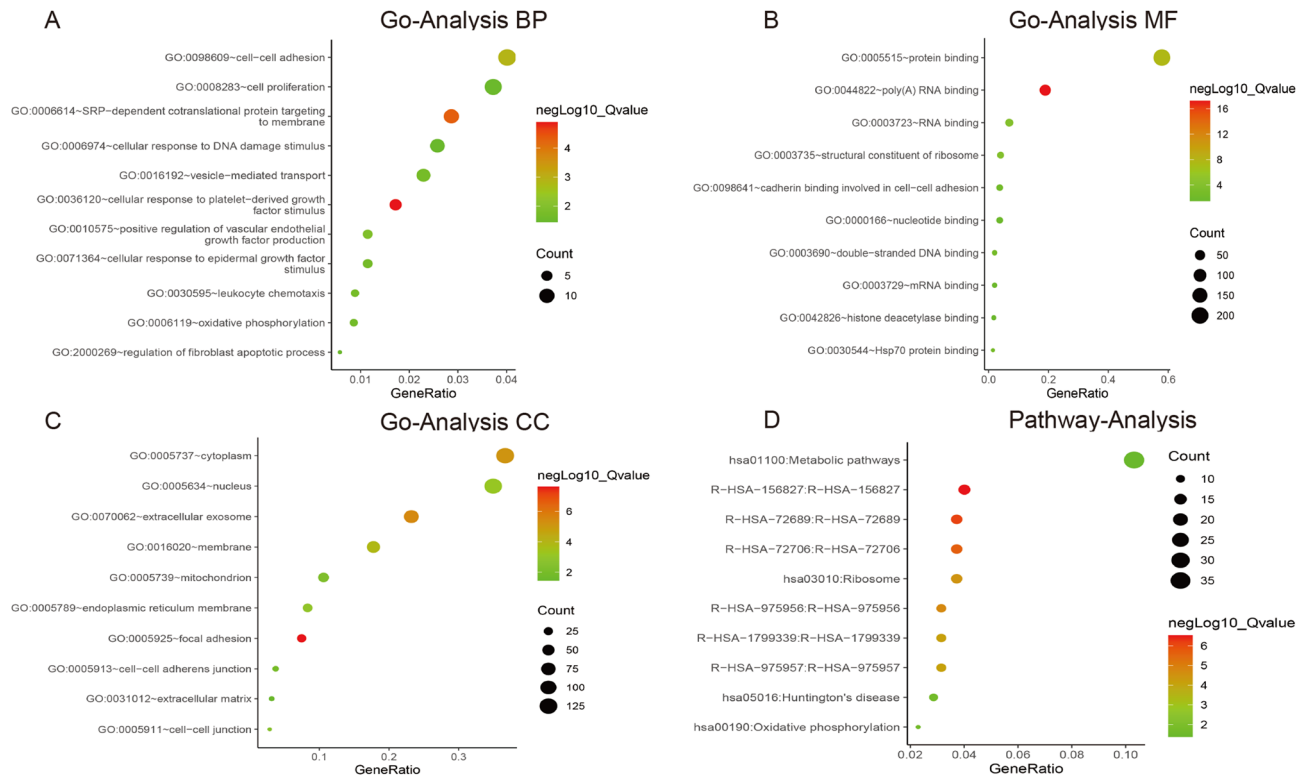 A
Go-Analysis BP
GO:0098609~cell−cell adhesion
GO:0008283~cell proliferation
GO:0006614~SRP−dependent cotranslational protein targeting
to membrane
GO:0006974~cellular response to DNA damage stimulus
GO:0016192~vesicle−mediated transport
GO:0036120~cellular response to platelet−derived growth
factor stimulus
GO:0010575~positive regulation of vascular endothelial
growth factor production
GO:0071364~cellular response to epidermal growth factor
stimulus
GO:0030595~leukocyte chemotaxis
GO:0006119~oxidative phosphorylation
GO:2000269~regulation of fibroblast apoptotic process
0.01 0.02 0.03 0.04
GeneRatio
negLog10_Qvalue
4
3
2
Count
5
10
B
Go-Analysis MF
GO:0005515~protein binding
GO:0044822~poly(A) RNA binding
GO:0003723~RNA binding
GO:0003735~structural constituent of ribosome
GO:0098641~cadherin binding involved in cell−cell adhesion
GO:0000166~nucleotide binding
GO:0003690~double−stranded DNA binding
GO:0003729~mRNA binding
GO:0042826~histone deacetylase binding
GO:0030544~Hsp70 protein binding
0.0 0.2 0.4 0.6
GeneRatio
negLog10_Qvalue
16
12
8
4
Count
50
100
150
200
C
Go-Analysis CC
GO:0005737~cytoplasm
GO:0005634~nucleus
GO:0070062~extracellular exosome
GO:0016020~membrane
GO:0005739~mitochondrion
GO:0005789~endoplasmic reticulum membrane
GO:0005925~focal adhesion
GO:0005913~cell−cell adherens junction
GO:0031012~extracellular matrix
GO:0005911~cell−cell junction
0.1 0.2 0.3
GeneRatio
negLog10_Qvalue
6
4
2
Count
25
50
75
100
125
D
Pathway-Analysis
hsa01100:Metabolic pathways
R−HSA−156827:R−HSA−156827
R−HSA−72689:R−HSA−72689
R−HSA−72706:R−HSA−72706
hsa03010:Ribosome
R−HSA−975956:R−HSA−975956
R−HSA−1799339:R−HSA−1799339
R−HSA−975957:R−HSA−975957
hsa05016:Huntington's disease
hsa00190:Oxidative phosphorylation
0.02 0.04 0.06 0.08 0.10
GeneRatio
Count
10
15
20
25
30
35
negLog10_Qvalue
6
5
4
3
2